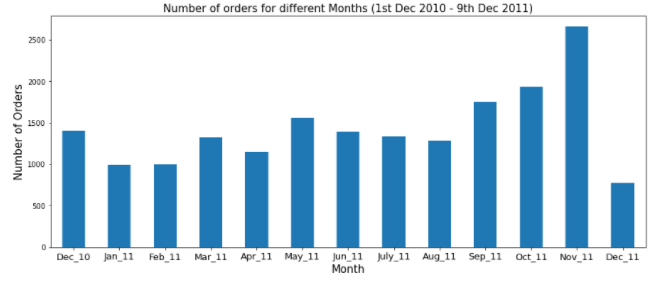 Number of orders for different Months (1st Dec 2010 - 9th Dec 2011)
Number of Orders
2500
2000
1500
1000
500
0
Dec_10 Jan_11 Feb_11 Mar_11 Apr_11 May_11 Jun_11 July_11 Aug_11 Sep_11 Oct_11 Nov_11 Dec_11
Month